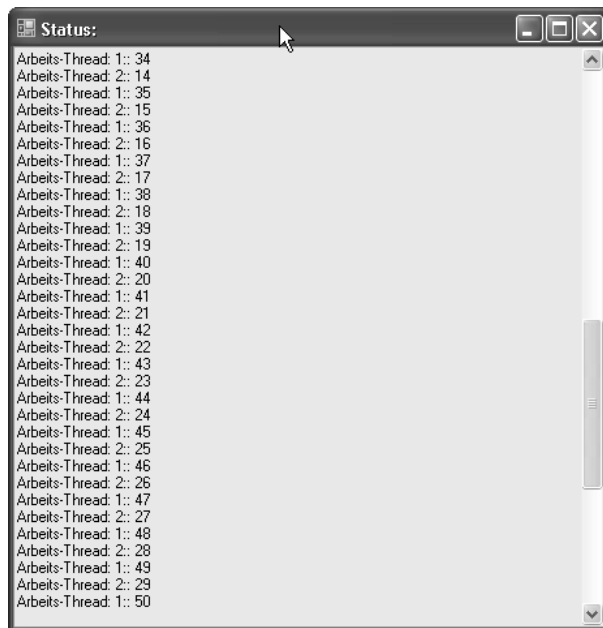 Status:
Arbeits-Thread: 1:: 34
Arbeits-Thread: 2:: 14
Arbeits-Thread: 1:: 35
Arbeits-Thread: 2:: 15
Arbeits-Thread: 1:: 36
Arbeits-Thread: 2:: 16
Arbeits-Thread: 1:: 37
Arbeits-Thread: 2:: 17
Arbeits-Thread: 1:: 38
Arbeits-Thread: 2:: 18
Arbeits-Thread: 1:: 39
Arbeits-Thread: 2:: 19
Arbeits-Thread: 1:: 40
Arbeits-Thread: 2:: 20
Arbeits-Thread: 1:: 41
Arbeits-Thread: 2:: 21
Arbeits-Thread: 1:: 42
Arbeits-Thread: 2:: 22
Arbeits-Thread: 1:: 43
Arbeits-Thread: 2:: 23
Arbeits-Thread: 1:: 44
Arbeits-Thread: 2:: 24
Arbeits-Thread: 1:: 45
Arbeits-Thread: 2:: 25
Arbeits-Thread: 1:: 46
Arbeits-Thread: 2:: 26
Arbeits-Thread: 1:: 47
Arbeits-Thread: 2:: 27
Arbeits-Thread: 1:: 48
Arbeits-Thread: 2:: 28
Arbeits-Thread: 1:: 49
Arbeits-Thread: 2:: 29
Arbeits-Thread: 1:: 50